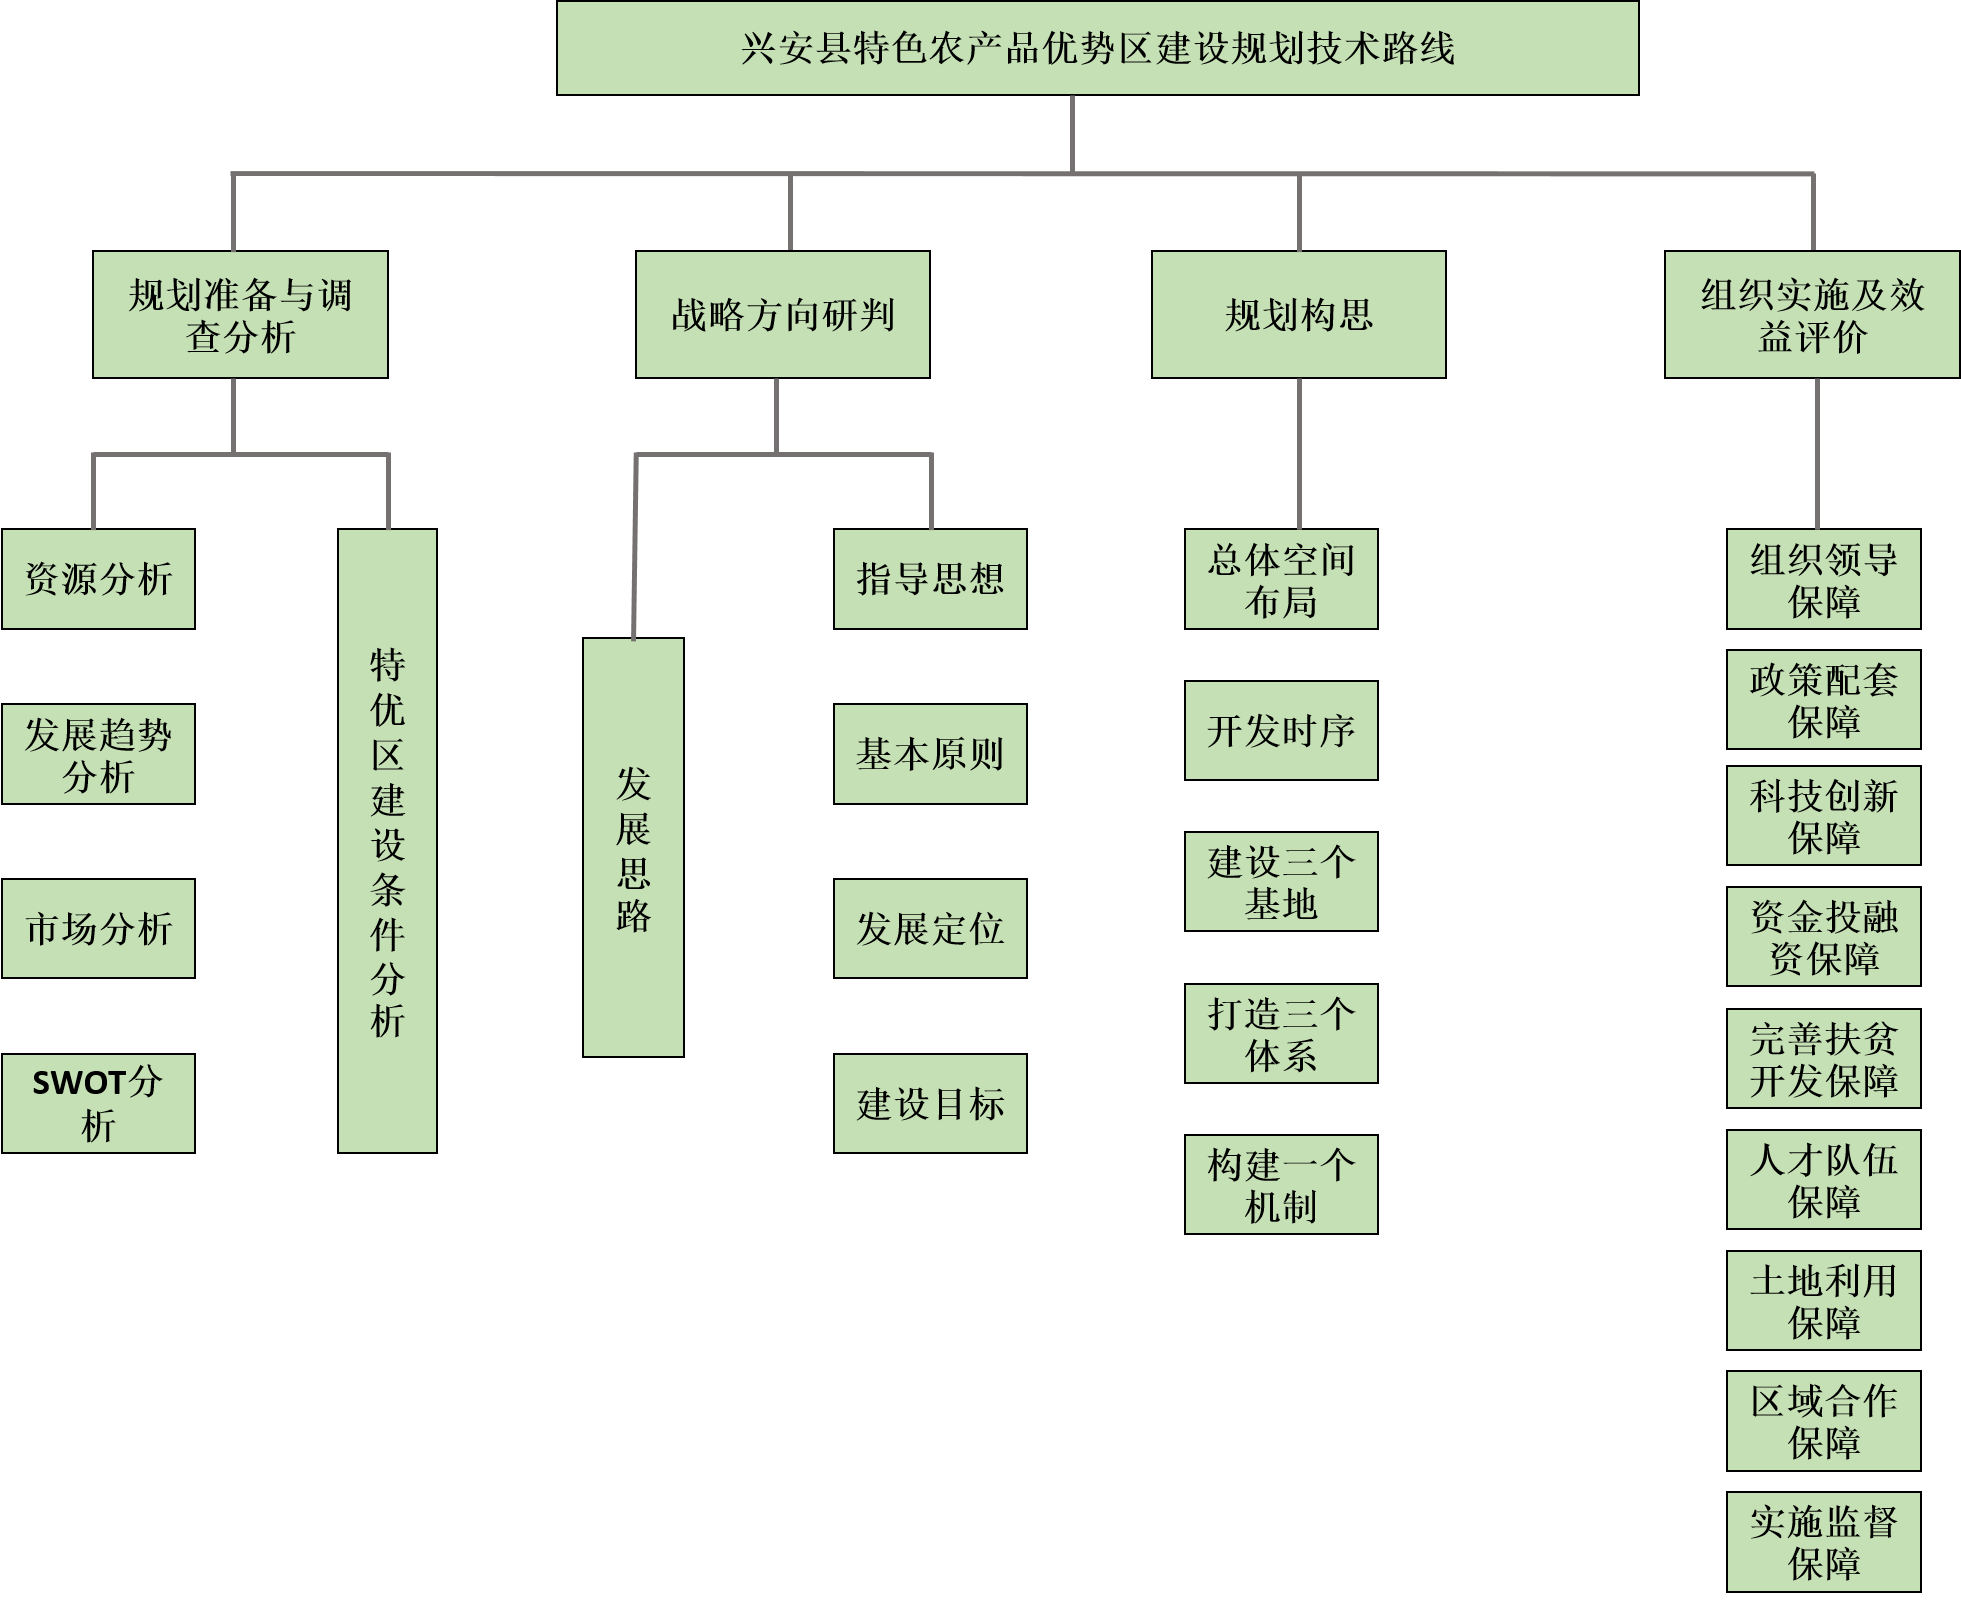 兴安县特色农产品优势区建设规划技术路线
规划准备与调
查分析
战略方向研判
规划构思
组织实施及效
益评价
资源分析
发展趋势
分析
市场分析
SWOT分
析
特优区建设条件分析
发展思路
指导思想
基本原则
发展定位
建设目标
总体空间
布局
开发时序
建设三个
基地
打造三个
体系
构建一个
机制
组织领导
保障
政策配套
保障
科技创新
保障
资金投融
资保障
完善扶贫
开发保障
人才队伍
保障
土地利用
保障
区域合作
保障
实施监督
保障